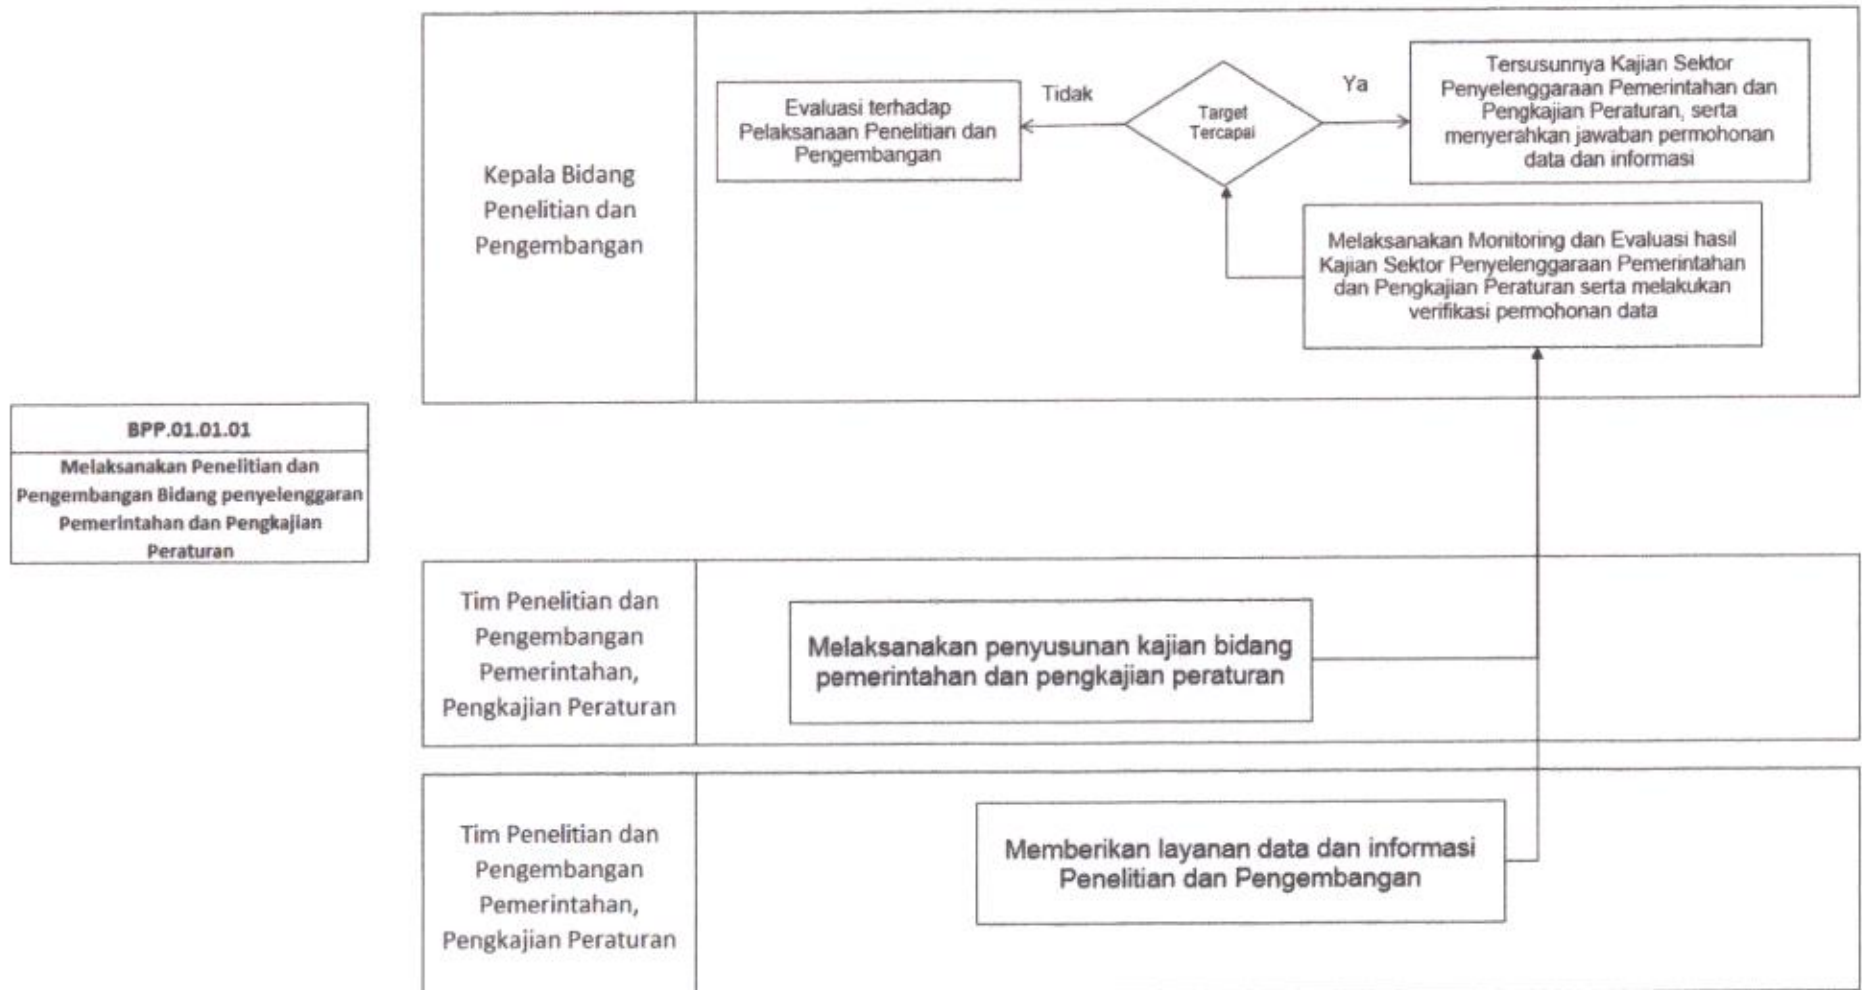 Kepala Bidang
Penelitian dan
Pengembangan
Evaluasi terhadap
Pelaksanaan Penelitian dan
Pengembangan
Tidak
Target
Tercapai
Ya
Tersusunnya Kajian Sektor
Penyelenggaraan Pemerintahan dan
Pengkajian Peraturan, serta
menyerahkan jawaban permohonan
data dan informasi
Melaksanakan Monitoring dan Evaluasi hasil
Kajian Sektor Penyelenggaraan Pemerintahan
dan Pengkajian Peraturan serta melakukan
verifikasi permohonan data
BPP.01.01.01
Melaksanakan Penelitian dan
Pengembangan Bidang penyelenggaran
Pemerintahan dan Pengkajian
Peraturan
Tim Penelitian dan
Pengembangan
Pemerintahan,
Pengkajian Peraturan
Melaksanakan penyusunan kajian bidang
pemerintahan dan pengkajian peraturan
Tim Penelitian dan
Pengembangan
Pemerintahan,
Pengkajian Peraturan
Memberikan layanan data dan informasi
Penelitian dan Pengembangan